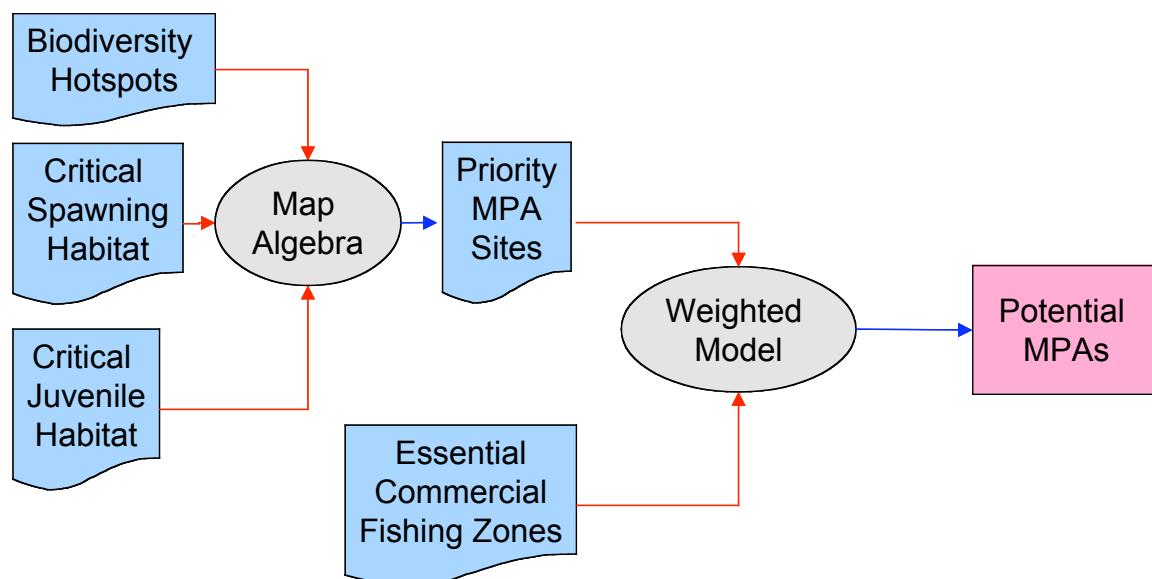 Biodiversity
Hotspots
Critical
Spawning
Habitat
Critical
Juvenile
Habitat
Map
Algebra
Priority
MPA
Sites
Essential
Commercial
Fishing Zones
Weighted
Model
Potential
MPAs